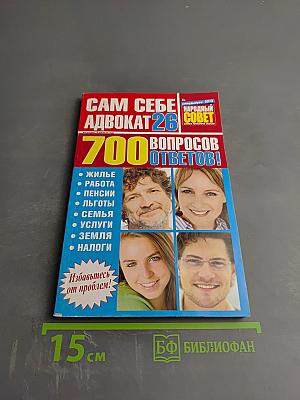 САМ СЕБЕ
АДВОКАТ 26
НАРОДНЫЙ
СОВЕТ
700 ВОПРОСОВ
ОТВЕТОВ!
• ЖИЛЬЕ
• РАБОТА
• ПЕНСИИ
• ЛЬГОТЫ
• СЕМЬЯ
• УСЛУГИ
• ЗЕМЛЯ
• НАЛОГИ
Избавьтесь
от проблем!
15 см
БФ БИБЛИОФАН